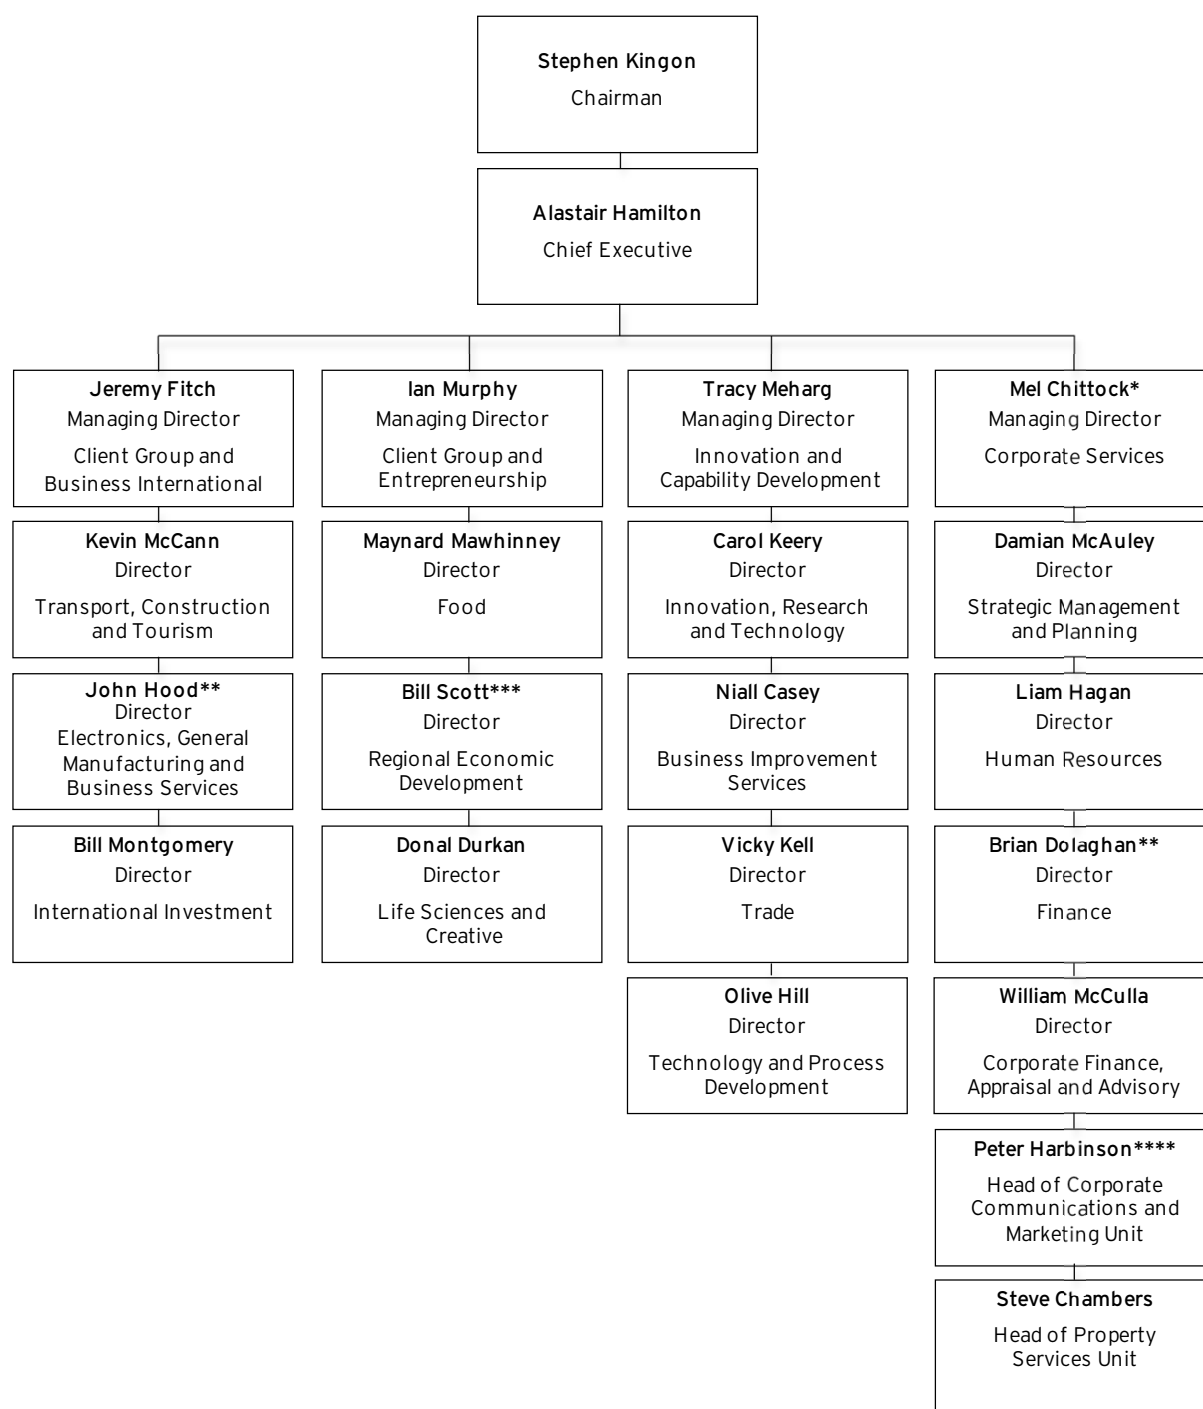 Stephen Kingon
Chairman
Alastair Hamilton
Chief Executive
Jeremy Fitch
Managing Director
Client Group and
Business International
Kevin McCann
Director
Transport, Construction
and Tourism
John Hood**
Director
Electronics, General
Manufacturing and
Business Services
Bill Montgomery
Director
International Investment
Ian Murphy
Managing Director
Client Group and
Entrepreneurship
Maynard Mawhinney
Director
Food
Bill Scott***
Director
Regional Economic
Development
Donal Durkan
Director
Life Sciences and
Creative
Tracy Meharg
Managing Director
Innovation and
Capability Development
Carol Keery
Director
Innovation, Research
and Technology
Niall Casey
Director
Business Improvement
Services
Vicky Kell
Director
Trade
Olive Hill
Director
Technology and Process
Development
Mel Chittock*
Managing Director
Corporate Services
Damian McAuley
Director
Strategic Management
and Planning
Liam Hagan
Director
Human Resources
Brian Dolaghan**
Director
Finance
William McCulla
Director
Corporate Finance,
Appraisal and Advisory
Peter Harbinson****
Head of Corporate
Communications and
Marketing Unit
Steve Chambers
Head of Property
Services Unit